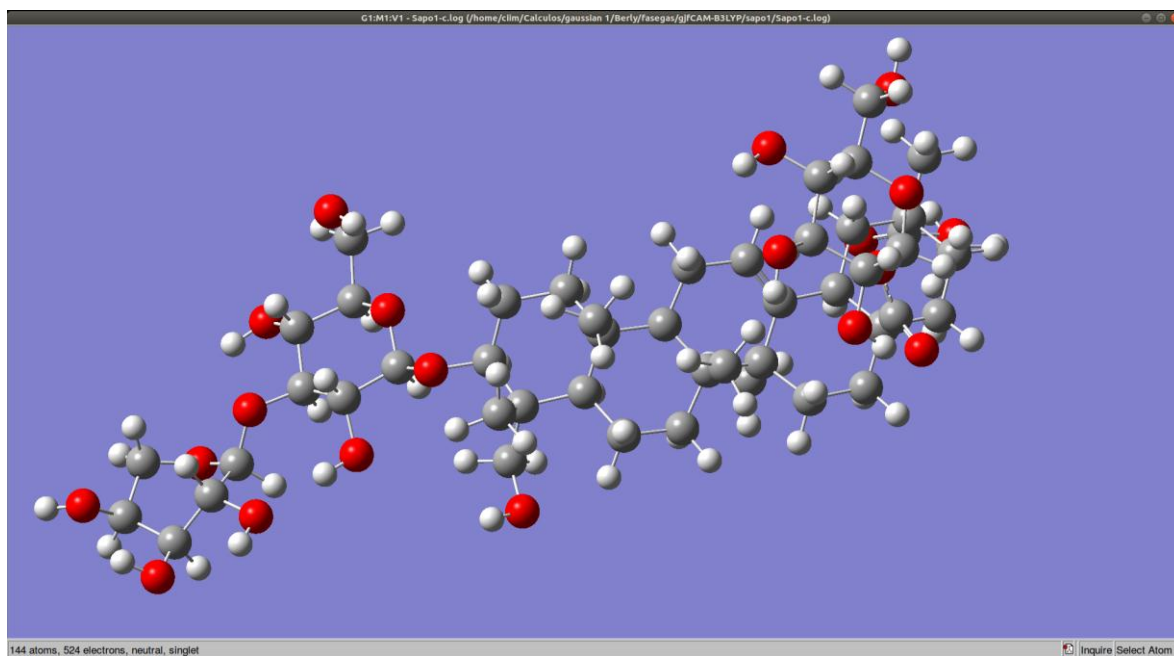 G1:M1:V1 - Sapo1-c.log (/home/ciim/Calculos/gaussian 1/Berly/fasegas/gjfCAM-B3LYP/sapo1/Sapo1-c.log)
144 atoms, 524 electrons, neutral, singlet
Inquire Select Atom